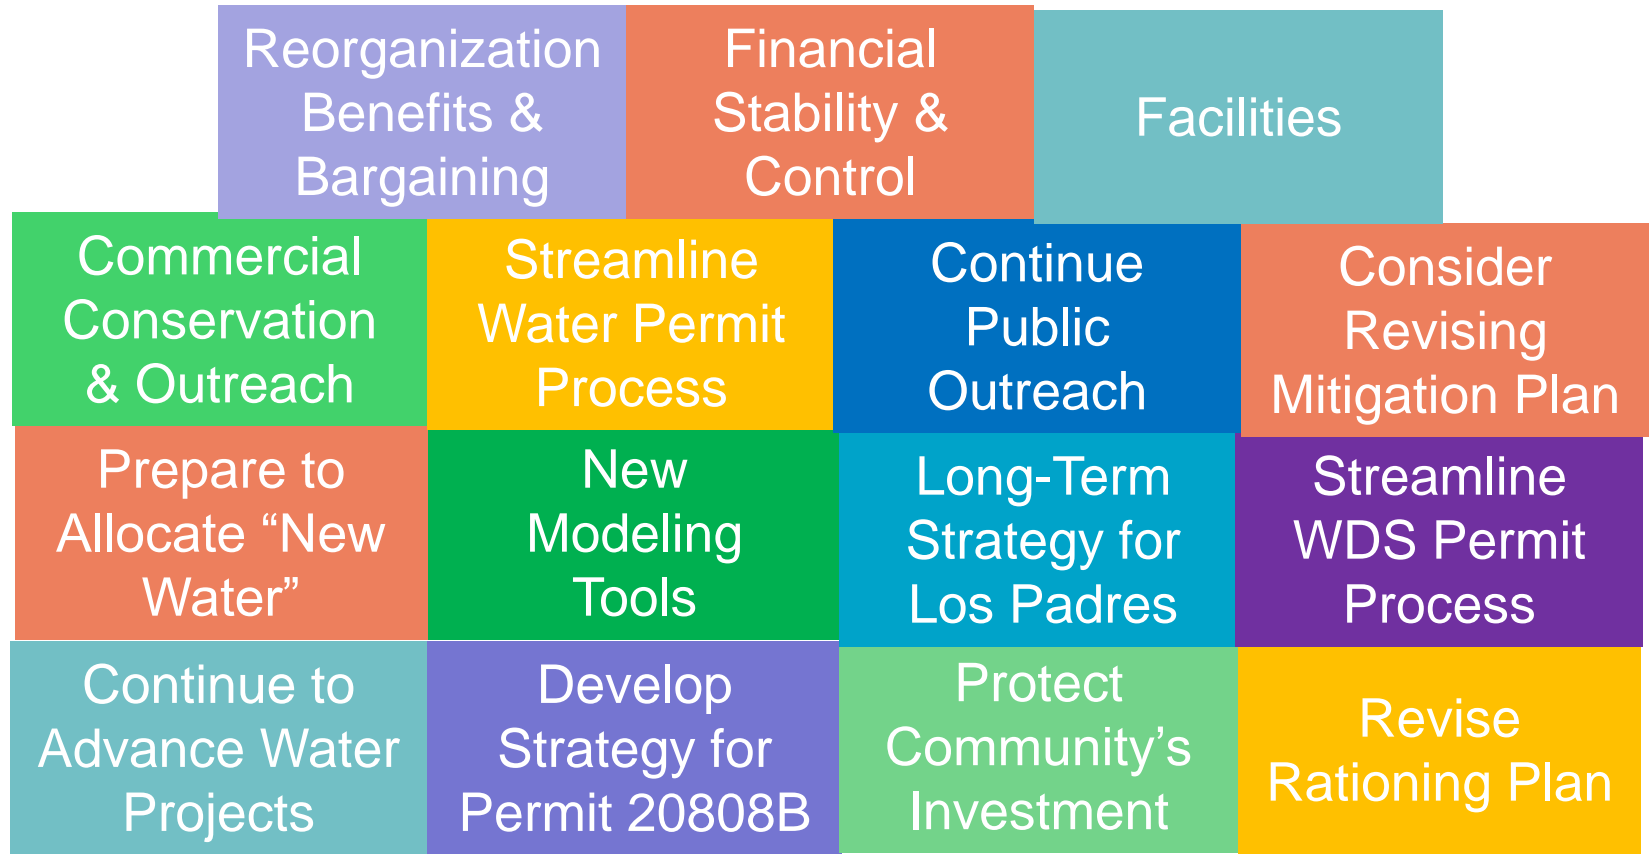 Reorganization
Benefits &
Bargaining
Financial
Stability &
Control
Facilities
Commercial
Conservation
& Outreach
Streamline
Water Permit
Process
Continue
Public
Outreach
Consider
Revising
Mitigation Plan
Prepare to
Allocate “New
Water”
New
Modeling
Tools
Long-Term
Strategy for
Los Padres
Streamline
WDS Permit
Process
Continue to
Advance Water
Projects
Develop
Strategy for
Permit 20808B
Protect
Community’s
Investment
Revise
Rationing Plan